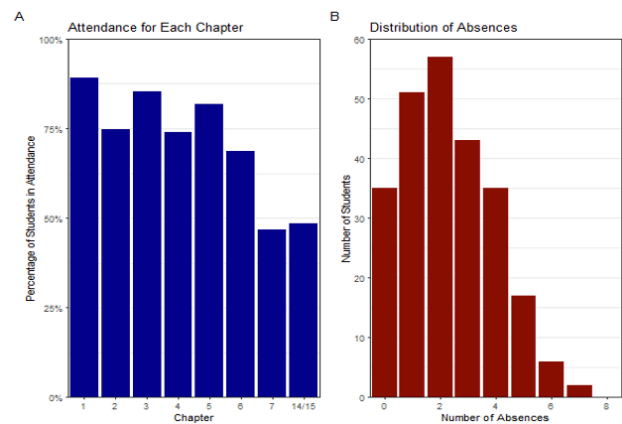 A
Attendance for Each Chapter
100%
75%
50%
25%
0%
Percentage of Students in Attendance
1 2 3 4 5 6 7 14/15
Chapter
B
Distribution of Absences
60
50
40
30
20
10
0
Number of Students
0 2 4 6 8
Number of Absences